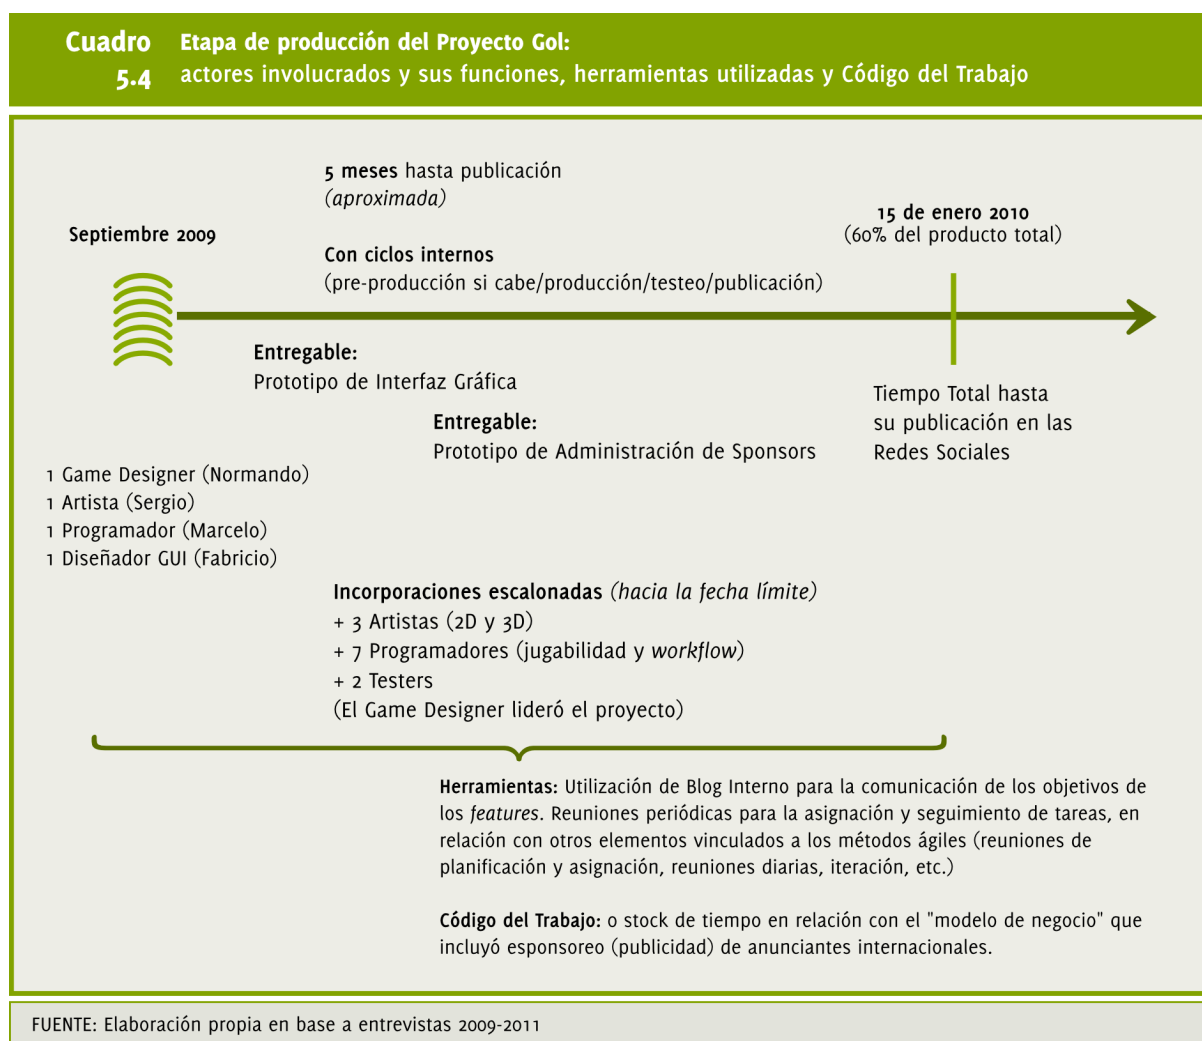 Cuadro
5.4
Etapa de producción del Proyecto Gol:
actores involucrados y sus funciones, herramientas utilizadas y Código del Trabajo
5 meses hasta publicación
(aproximada)
Septiembre 2009
15 de enero 2010
(60% del producto total)
Con ciclos internos
(pre-producción si cabe/producción/testeo/publicación)
Entregable:
Prototipo de Interfaz Gráfica
Entregable:
Prototipo de Administración de Sponsors
Tiempo Total hasta
su publicación en las
Redes Sociales
1 Game Designer (Normando)
1 Artista (Sergio)
1 Programador (Marcelo)
1 Diseñador GUI (Fabricio)
Incorporaciones escalonadas (hacia la fecha límite)
+ 3 Artistas (2D y 3D)
+ 7 Programadores (jugabilidad y workflow)
+ 2 Testers
(El Game Designer lideró el proyecto)
Herramientas: Utilización de Blog Interno para la comunicación de los objetivos de
los features. Reuniones periódicas para la asignación y seguimiento de tareas, en
relación con otros elementos vinculados a los métodos ágiles (reuniones de
planificación y asignación, reuniones diarias, iteración, etc.)
Código del Trabajo: o stock de tiempo en relación con el "modelo de negocio" que
incluyó esponsoreo (publicidad) de anunciantes internacionales.
FUENTE: Elaboración propia en base a entrevistas 2009-2011